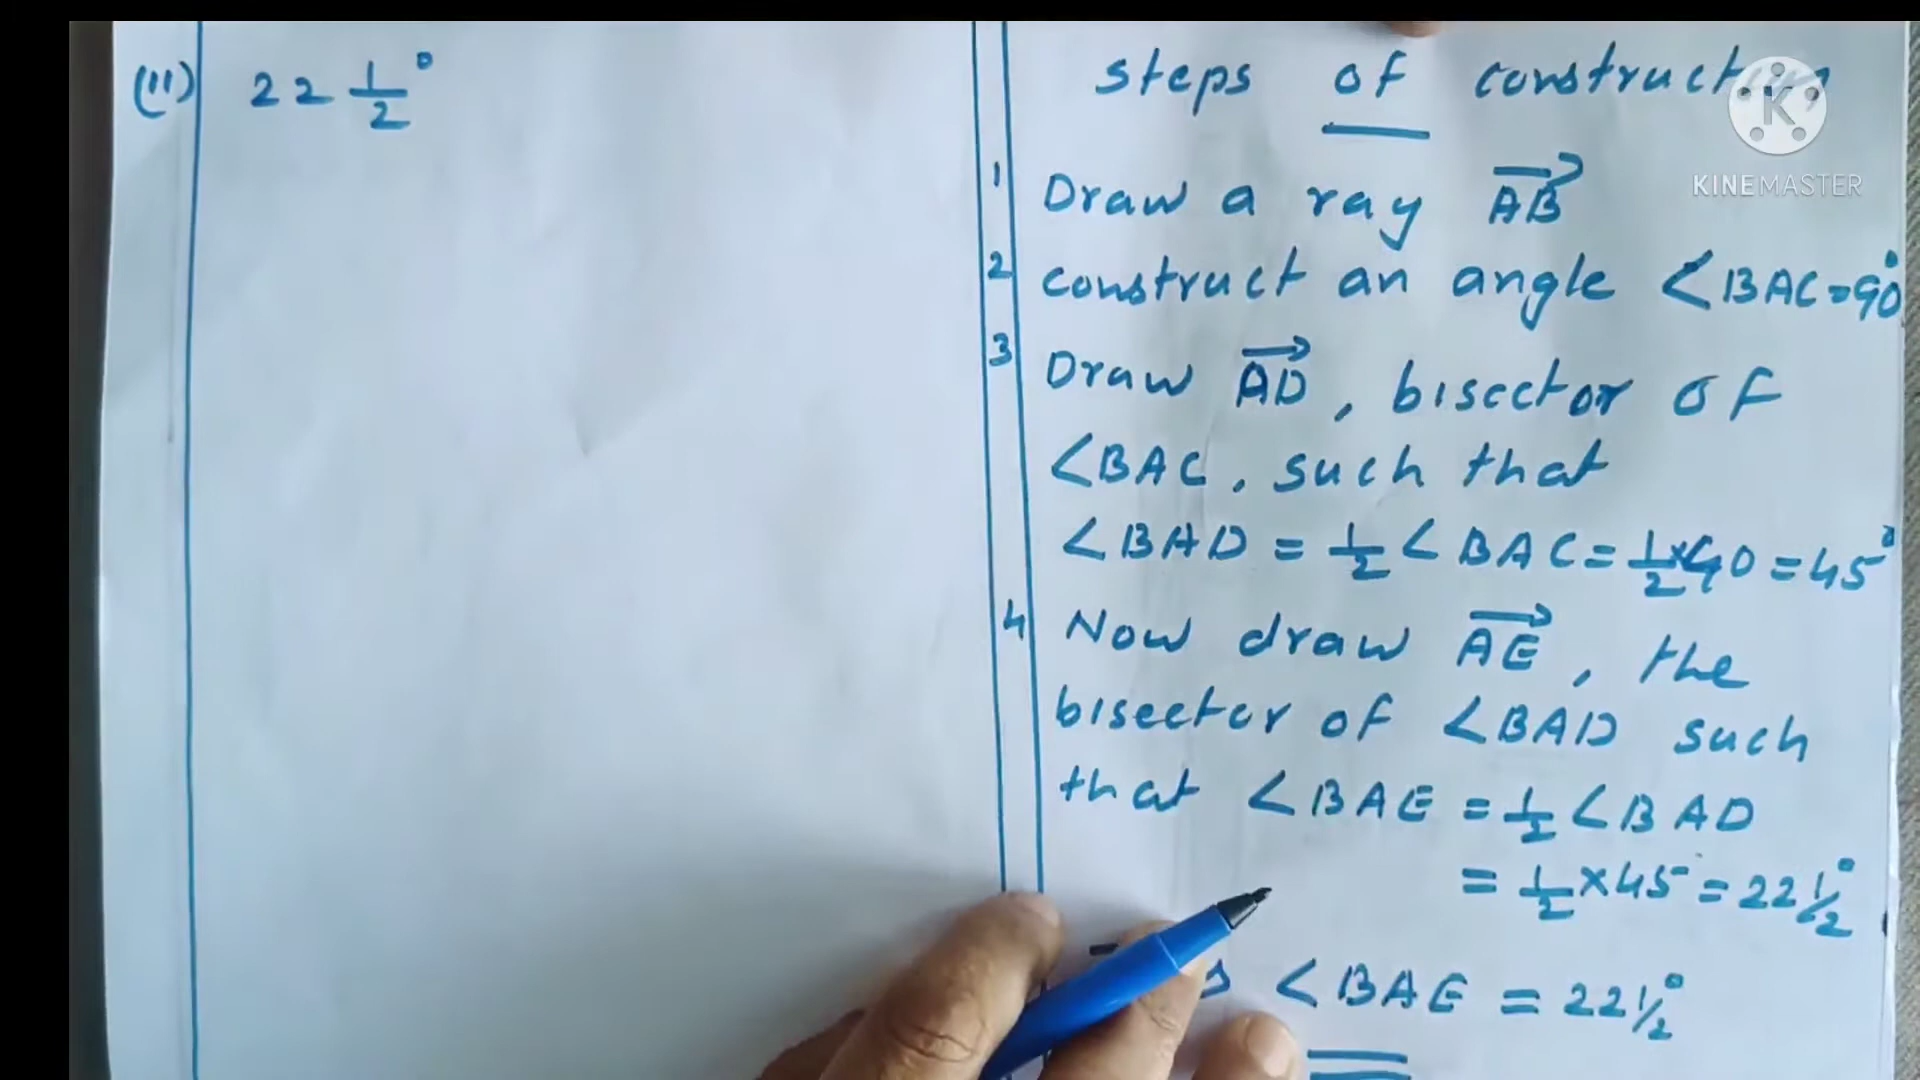 (11) 22 1/2°
steps of construction
KINEMASTER
1 Draw a ray AB
2 construct an angle ∠BAC=90°
3 Draw AD, bisector of
∠BAC, such that
∠BAD = 1/2 ∠BAC = 1/2×90 = 45°
4 Now draw AE, the
bisector of ∠BAD such
that ∠BAE = 1/2 ∠BAD
= 1/2 × 45 = 22 1/2°
∠BAE = 22 1/2°